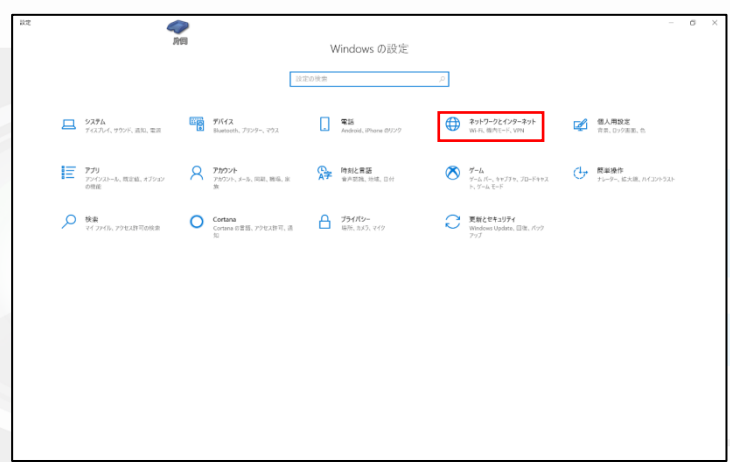 設定
Windows の設定
設定の検索
システム
ディスプレイ、サウンド、通知、電源
デバイス
Bluetooth、プリンター、マウス
電話
Android、iPhone のリンク
ネットワークとインターネット
Wi-Fi、機内モード、VPN
個人用設定
背景、ロック画面、色
アプリ
アンインストール、既定値、オプション
の機能
アカウント
アカウント、メール、同期、職場、家
族
時刻と言語
音声認識、地域、日付
ゲーム
ゲーム バー、キャプチャ、ブロードキャス
ト、ゲーム モード
簡単操作
ナレーター、拡大鏡、ハイコントラスト
検索
マイ ファイル、アクセス許可の検索
Cortana
Cortana の言語、アクセス許可、通
知
プライバシー
場所、カメラ、マイク
更新とセキュリティ
Windows Update、回復、バック
アップ